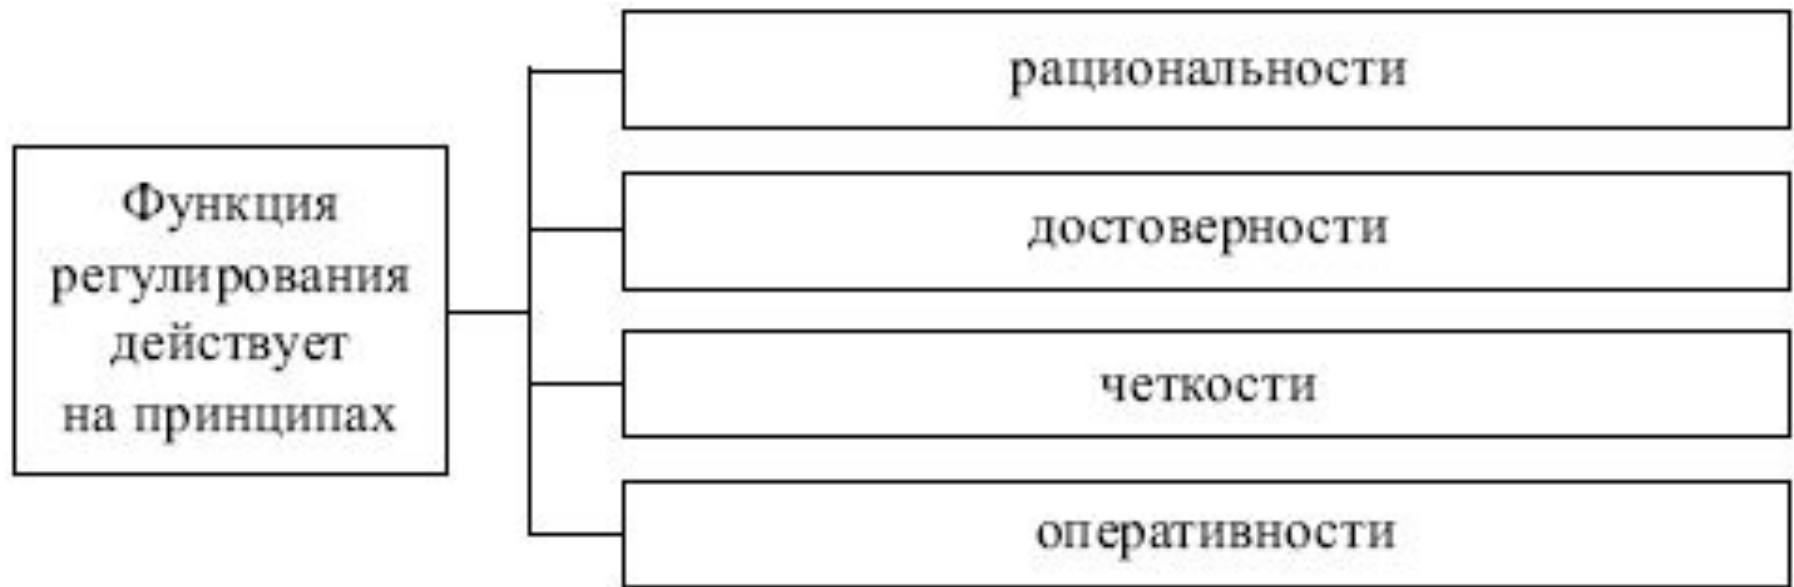 Функция
регулирования
действует
на принципах
рациональности
достоверности
четкости
оперативности